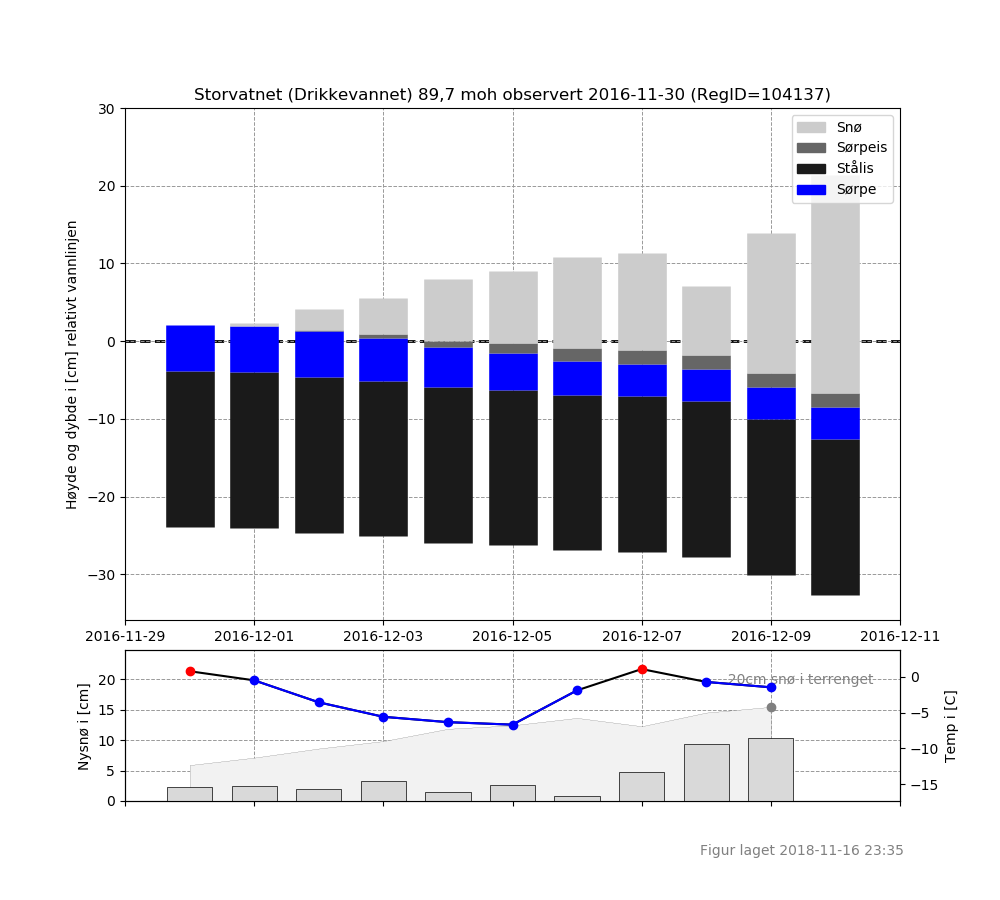 Storvatnet (Drikkevannet) 89,7 moh observert 2016-11-30 (RegID=104137)
Høyde og dybde i [cm] relativt vannlinjen
30
20
10
0
−10
−20
−30
Snø
Sørpeis
Stålis
Sørpe
2016-11-29 2016-12-01 2016-12-03 2016-12-05 2016-12-07 2016-12-09 2016-12-11
Nysnø i [cm]
20
15
10
5
0
20cm snø i terrenget
0
−5
−10
−15
Temp i [C]
Figur laget 2018-11-16 23:35